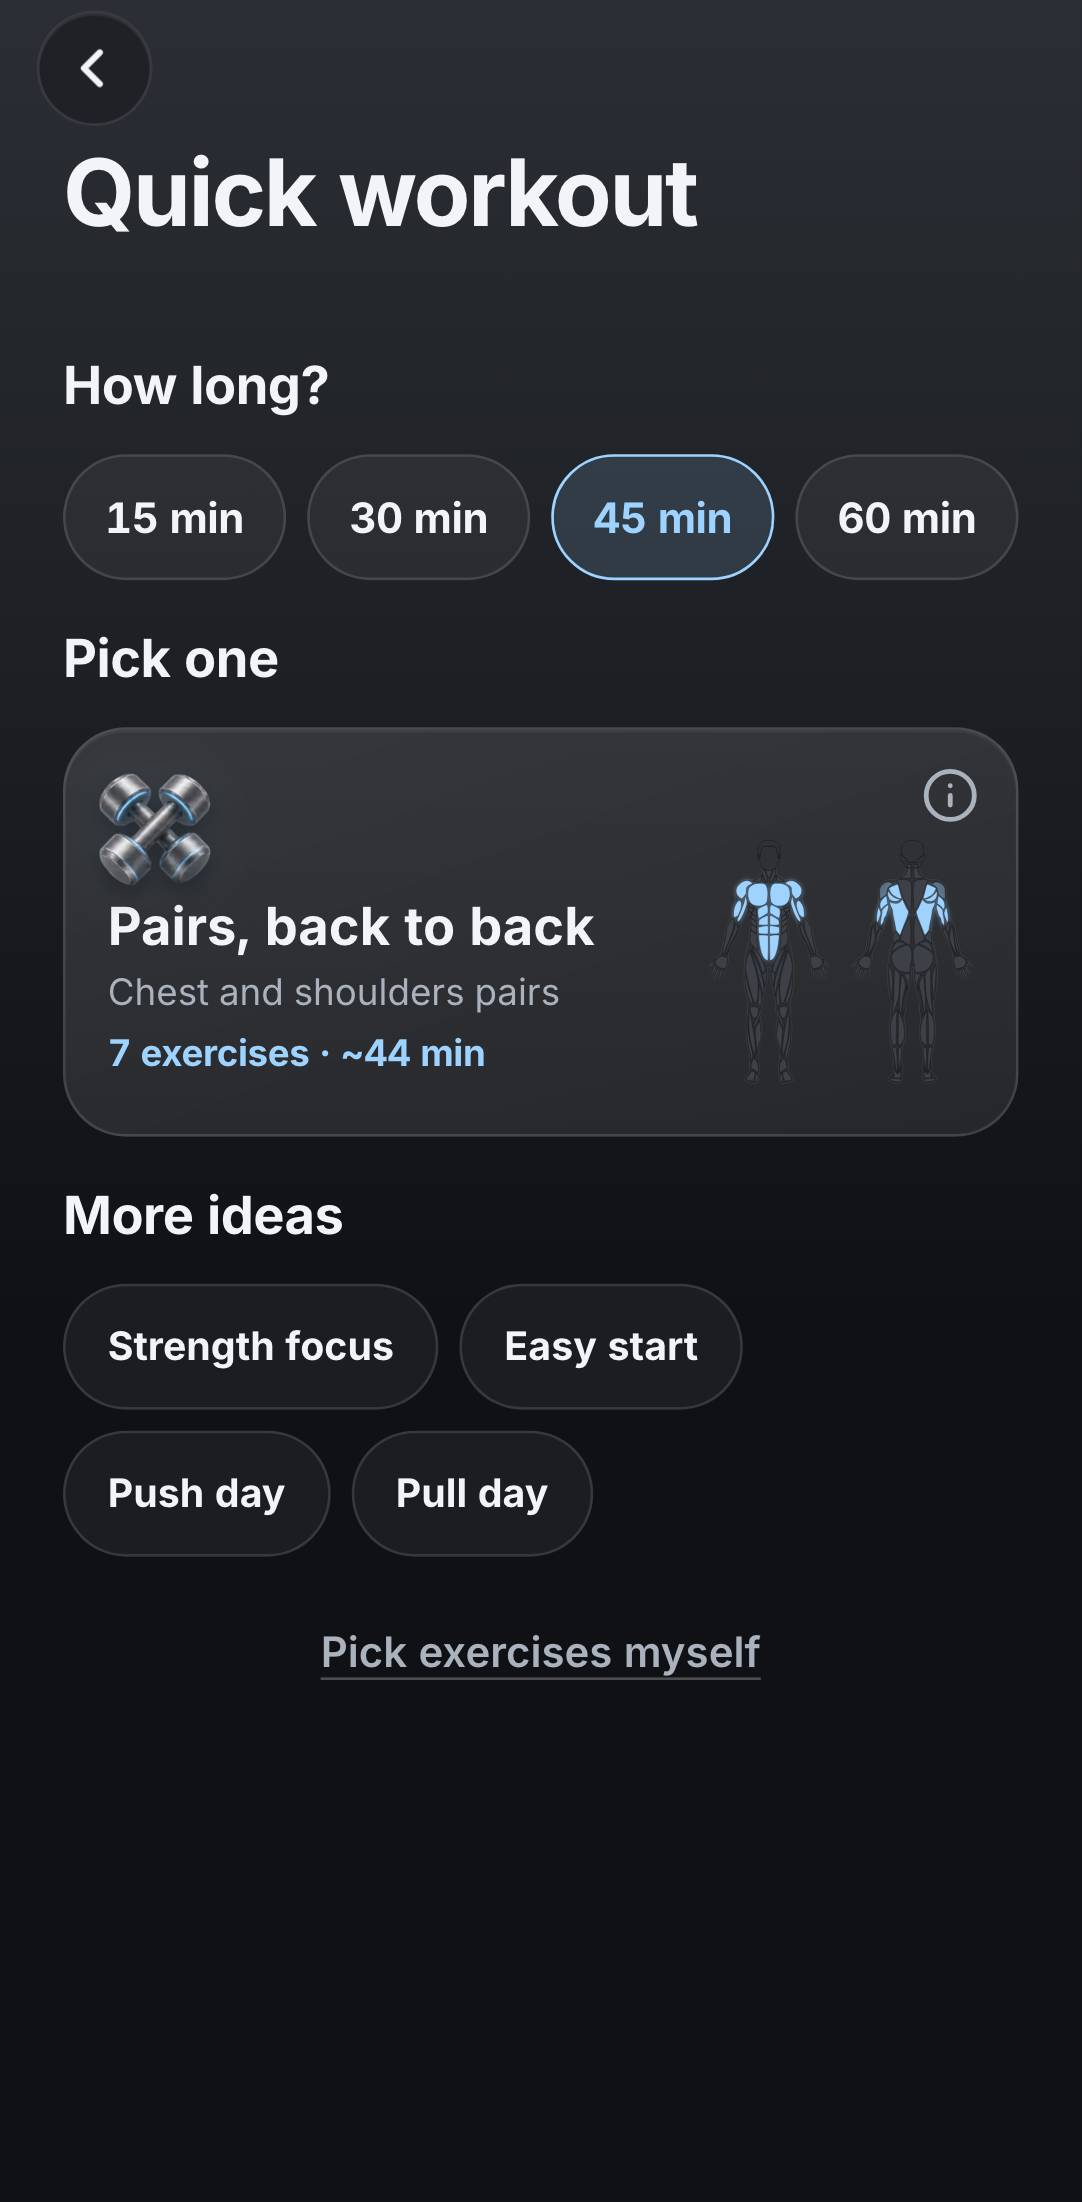 Quick workout
How long?
15 min
30 min
45 min
60 min
Pick one
Pairs, back to back
Chest and shoulders pairs
7 exercises · ~44 min
More ideas
Strength focus
Easy start
Push day
Pull day
Pick exercises myself